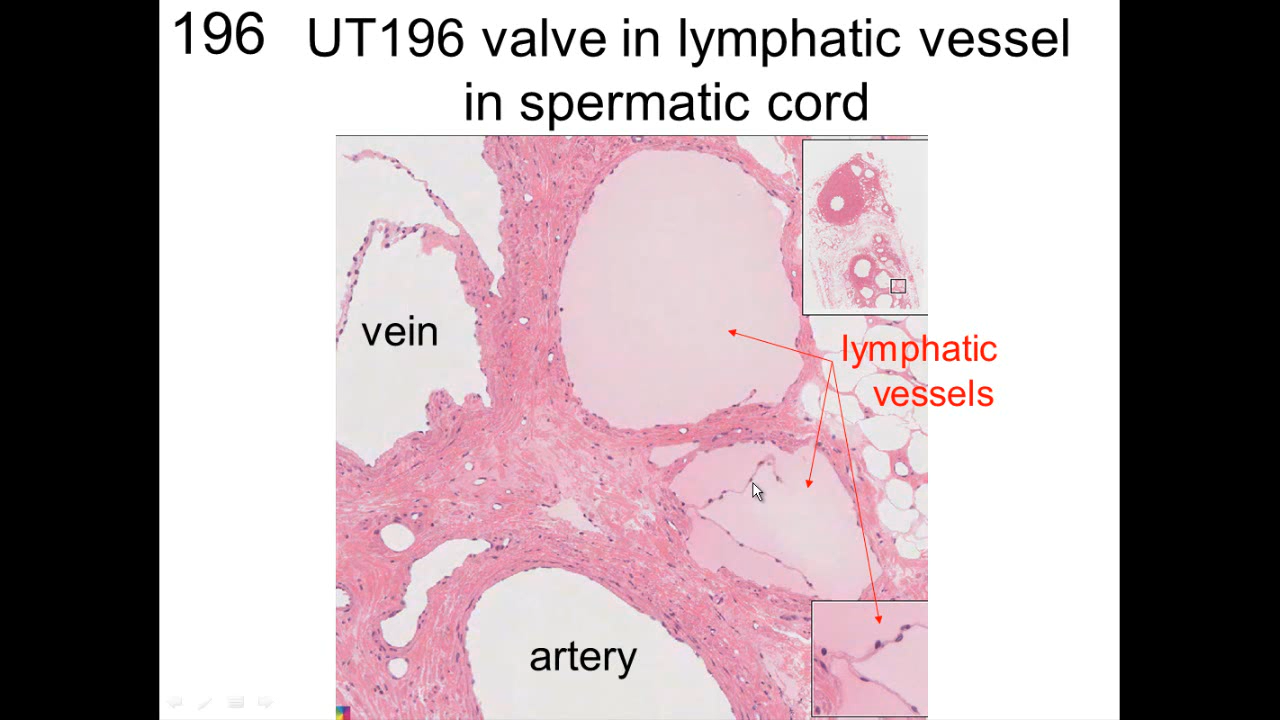 196 UT196 valve in lymphatic vessel
in spermatic cord
vein
lymphatic
vessels
artery